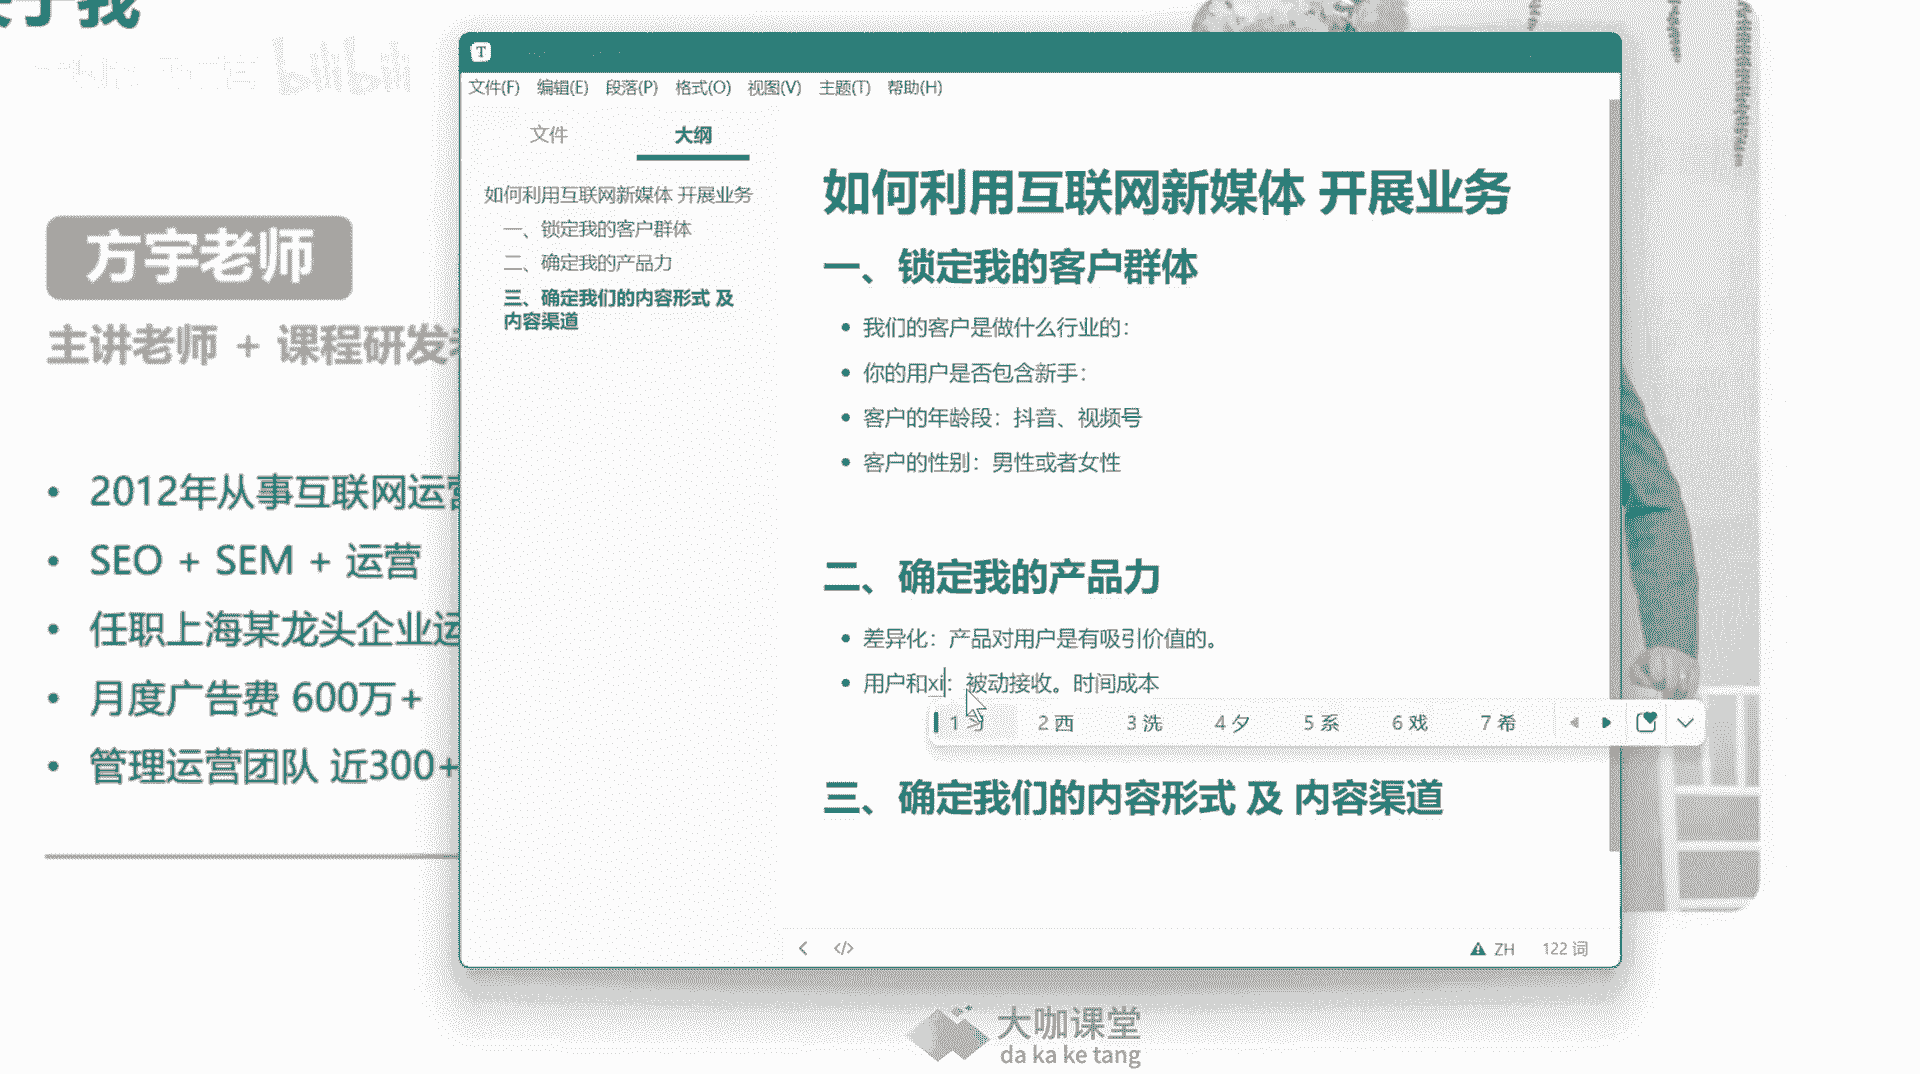 于我
bilibili
方宇老师
主讲老师 + 课程研发
2012年从事互联网运营
SEO + SEM + 运营
任职上海某龙头企业运
月度广告费 600万+
管理运营团队 近300+
T
文件(F) 编辑(E) 段落(P) 格式(O) 视图(V) 主题(T) 帮助(H)
文件 大纲
如何利用互联网新媒体 开展业务
一、锁定我的客户群体
二、确定我的产品力
三、确定我们的内容形式 及
内容渠道
如何利用互联网新媒体 开展业务
一、锁定我的客户群体
我们的客户是做什么行业的：
你的用户是否包含新手：
客户的年龄段：抖音、视频号
客户的性别：男性或者女性
二、确定我的产品力
差异化：产品对用户是有吸引价值的。
用户和xi：被动接收。时间成本
1 习 2 西 3 洗 4 夕 5 系 6 戏 7 希
三、确定我们的内容形式 及 内容渠道
ZH 122 词
大咖课堂
da ka ke tang